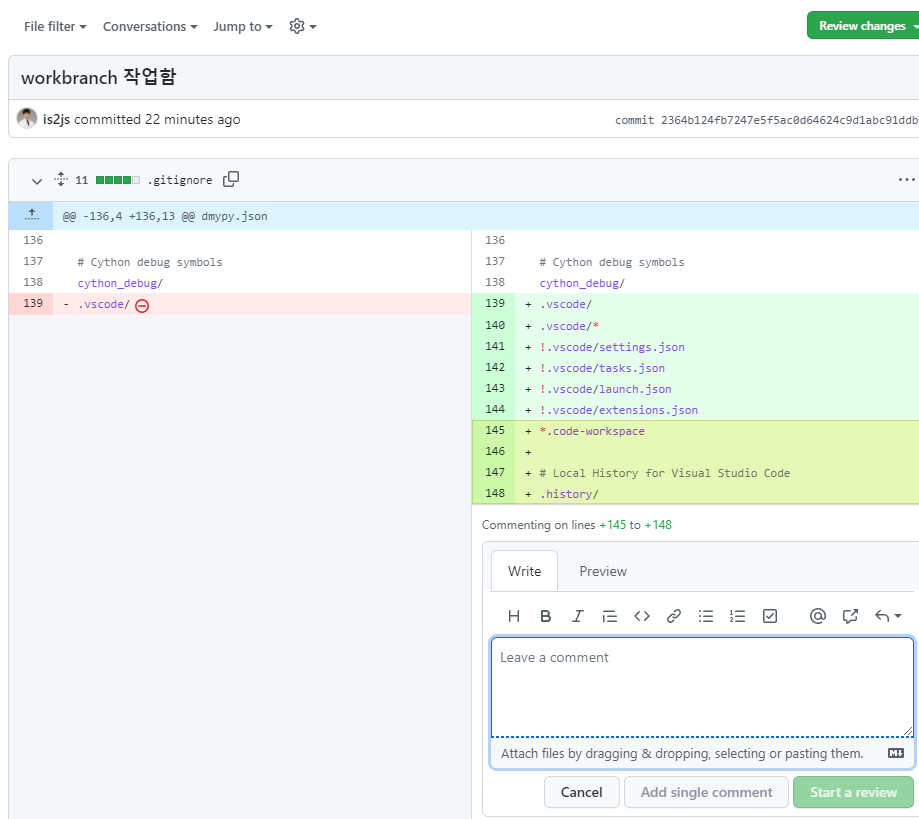 File filter Conversations Jump to
Review changes
workbranch 작업함
is2js committed 22 minutes ago
commit 2364b124fb7247e5f5ac0d64624c9d1abc91ddb
11 .gitignore
@@ -136,4 +136,13 @@ dmypy.json
136
137 # Cython debug symbols
138 cython_debug/
139 - .vscode/
136
137 # Cython debug symbols
138 cython_debug/
139 + .vscode/
140 + .vscode/*
141 + !.vscode/settings.json
142 + !.vscode/tasks.json
143 + !.vscode/launch.json
144 + !.vscode/extensions.json
145 + *.code-workspace
146 +
147 + # Local History for Visual Studio Code
148 + .history/
Commenting on lines +145 to +148
Write Preview
Leave a comment
Attach files by dragging & dropping, selecting or pasting them.
Cancel Add single comment Start a review